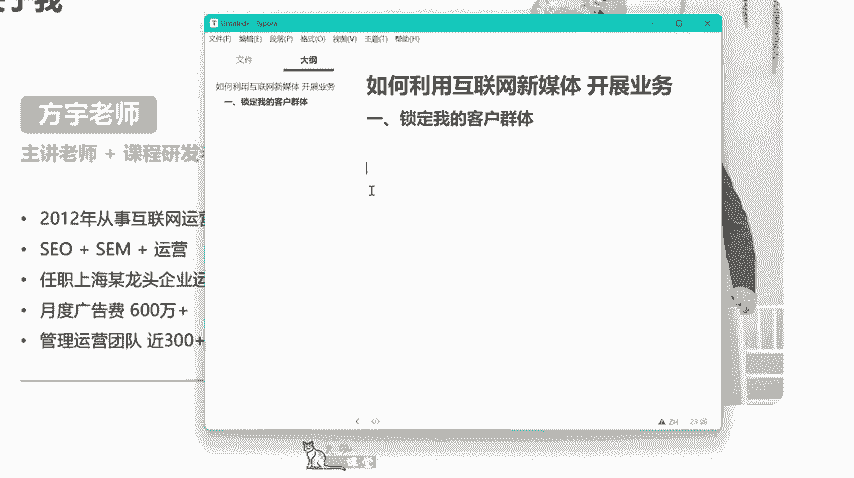 Untitled - Typora
文件(F) 编辑(E) 段落(P) 格式(O) 视图(V) 主题(T) 帮助(H)
文件 大纲
如何利用互联网新媒体 开展业务
一、锁定我的客户群体
如何利用互联网新媒体 开展业务
一、锁定我的客户群体
方宇老师
主讲老师 + 课程研发
2012年从事互联网运营
SEO + SEM + 运营
任职上海某龙头企业运
月度广告费 600万+
管理运营团队 近300+
ZH 23 词
课堂